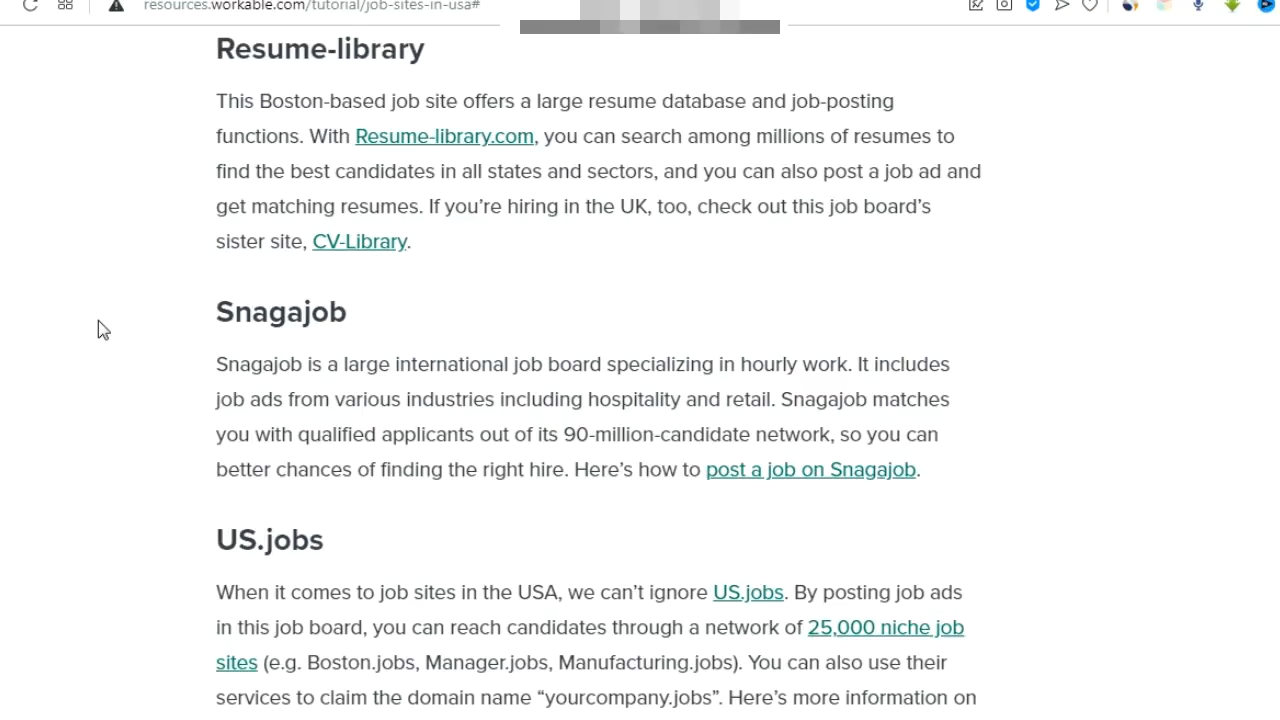 resources.workable.com/tutorial/job-sites-in-usa#
Resume-library
This Boston-based job site offers a large resume database and job-posting
functions. With Resume-library.com, you can search among millions of resumes to
find the best candidates in all states and sectors, and you can also post a job ad and
get matching resumes. If you’re hiring in the UK, too, check out this job board’s
sister site, CV-Library.
Snagajob
Snagajob is a large international job board specializing in hourly work. It includes
job ads from various industries including hospitality and retail. Snagajob matches
you with qualified applicants out of its 90-million-candidate network, so you can
better chances of finding the right hire. Here’s how to post a job on Snagajob.
US.jobs
When it comes to job sites in the USA, we can’t ignore US.jobs. By posting job ads
in this job board, you can reach candidates through a network of 25,000 niche job
sites (e.g. Boston.jobs, Manager.jobs, Manufacturing.jobs). You can also use their
services to claim the domain name “yourcompany.jobs”. Here’s more information on